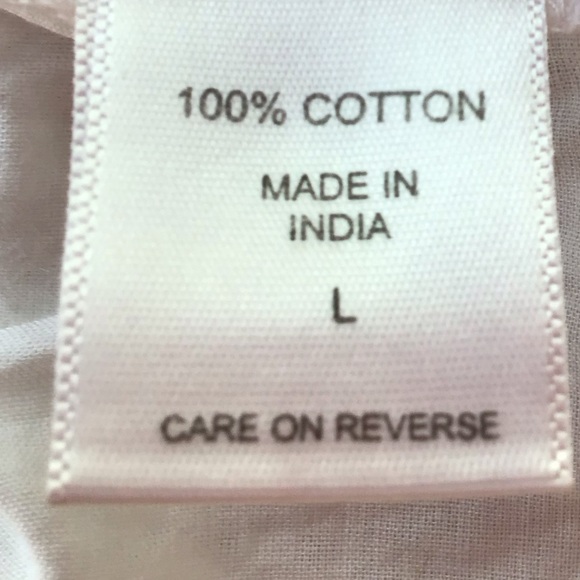 100% COTTON
MADE IN
INDIA
L
CARE ON REVERSE